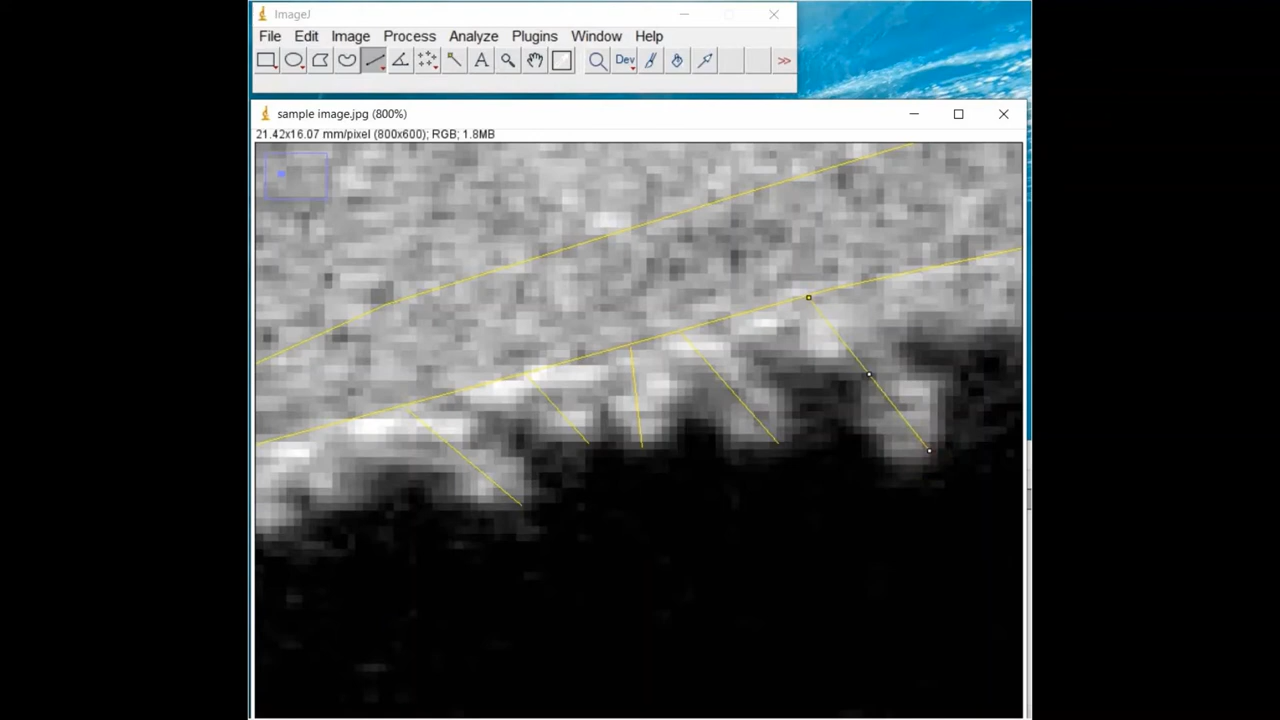 ImageJ
File Edit Image Process Analyze Plugins Window Help
A Dev >>
sample image.jpg (800%)
21.42x16.07 mm/pixel (800x600); RGB; 1.8MB